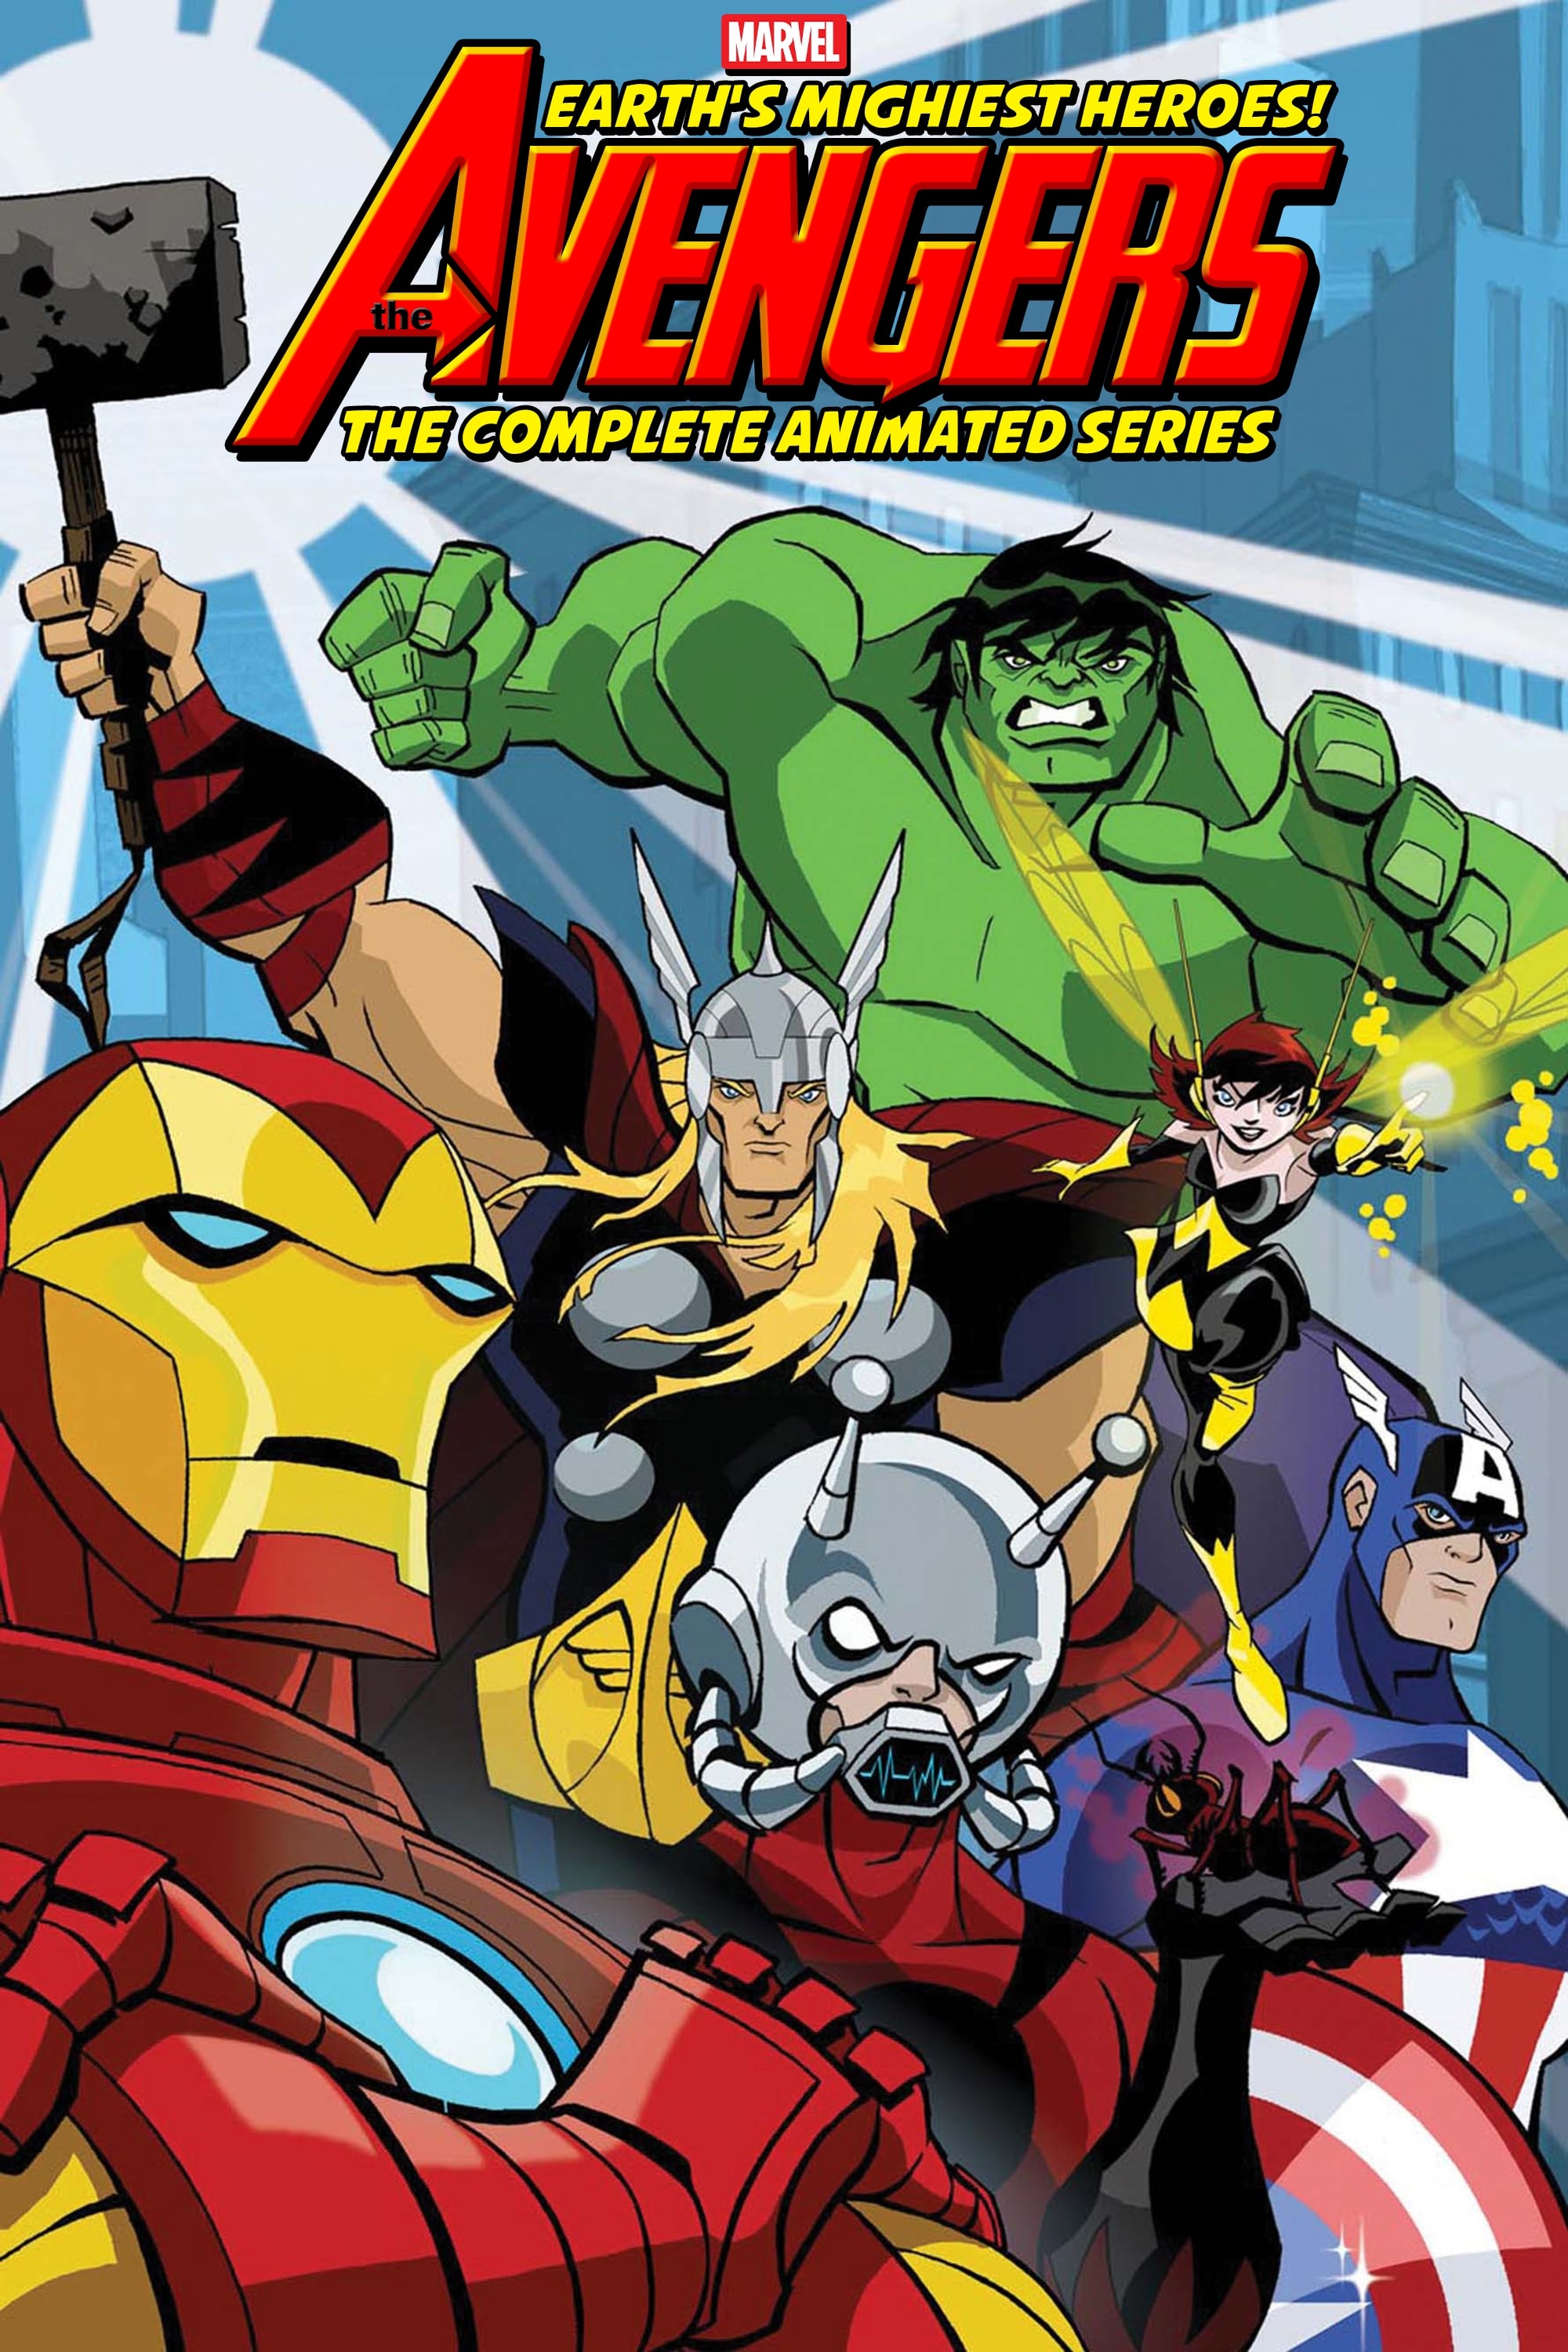 MARVEL
EARTH'S MIGHIEST HEROES!
the AVENGERS
THE COMPLETE ANIMATED SERIES
A